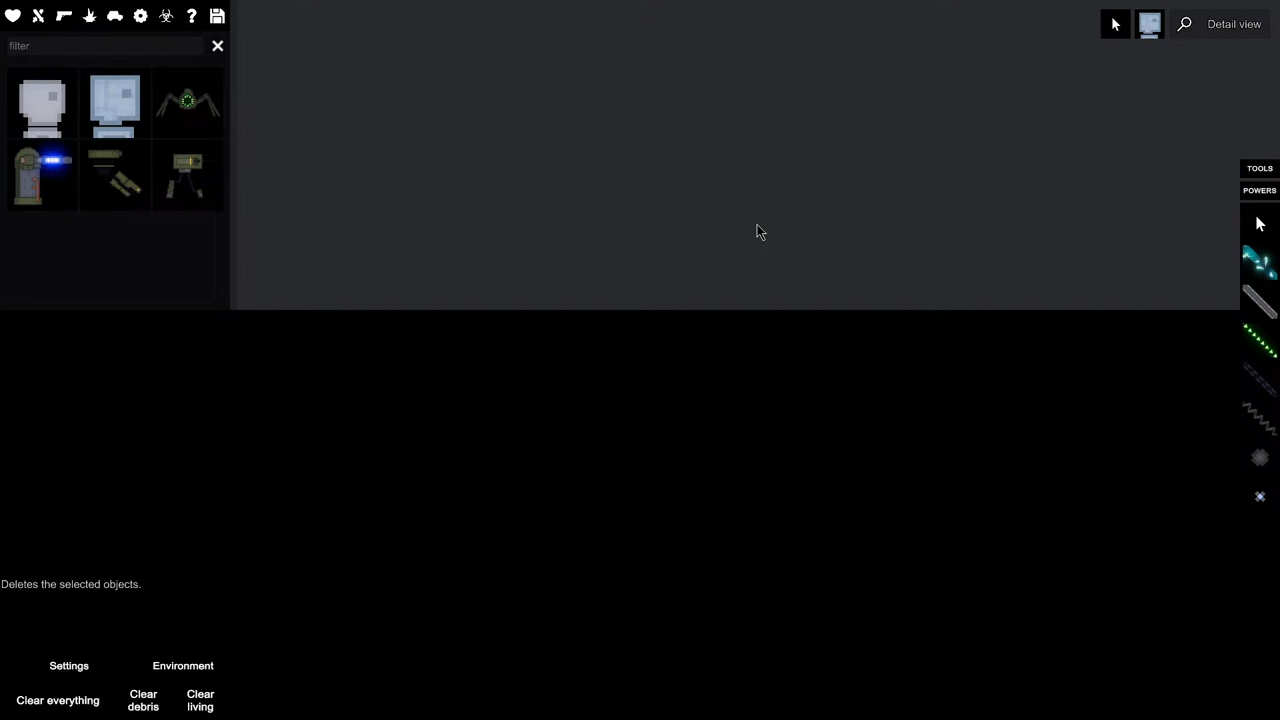 filter
Detail view
TOOLS
POWERS
Deletes the selected objects.
Settings
Environment
Clear everything
Clear
debris
Clear
living